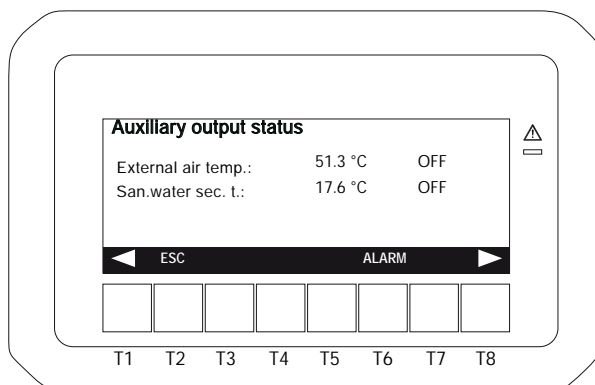 Auxiliary output status
External air temp.: 51.3 °C OFF
San.water sec. t.: 17.6 °C OFF
ESC ALARM
T1 T2 T3 T4 T5 T6 T7 T8